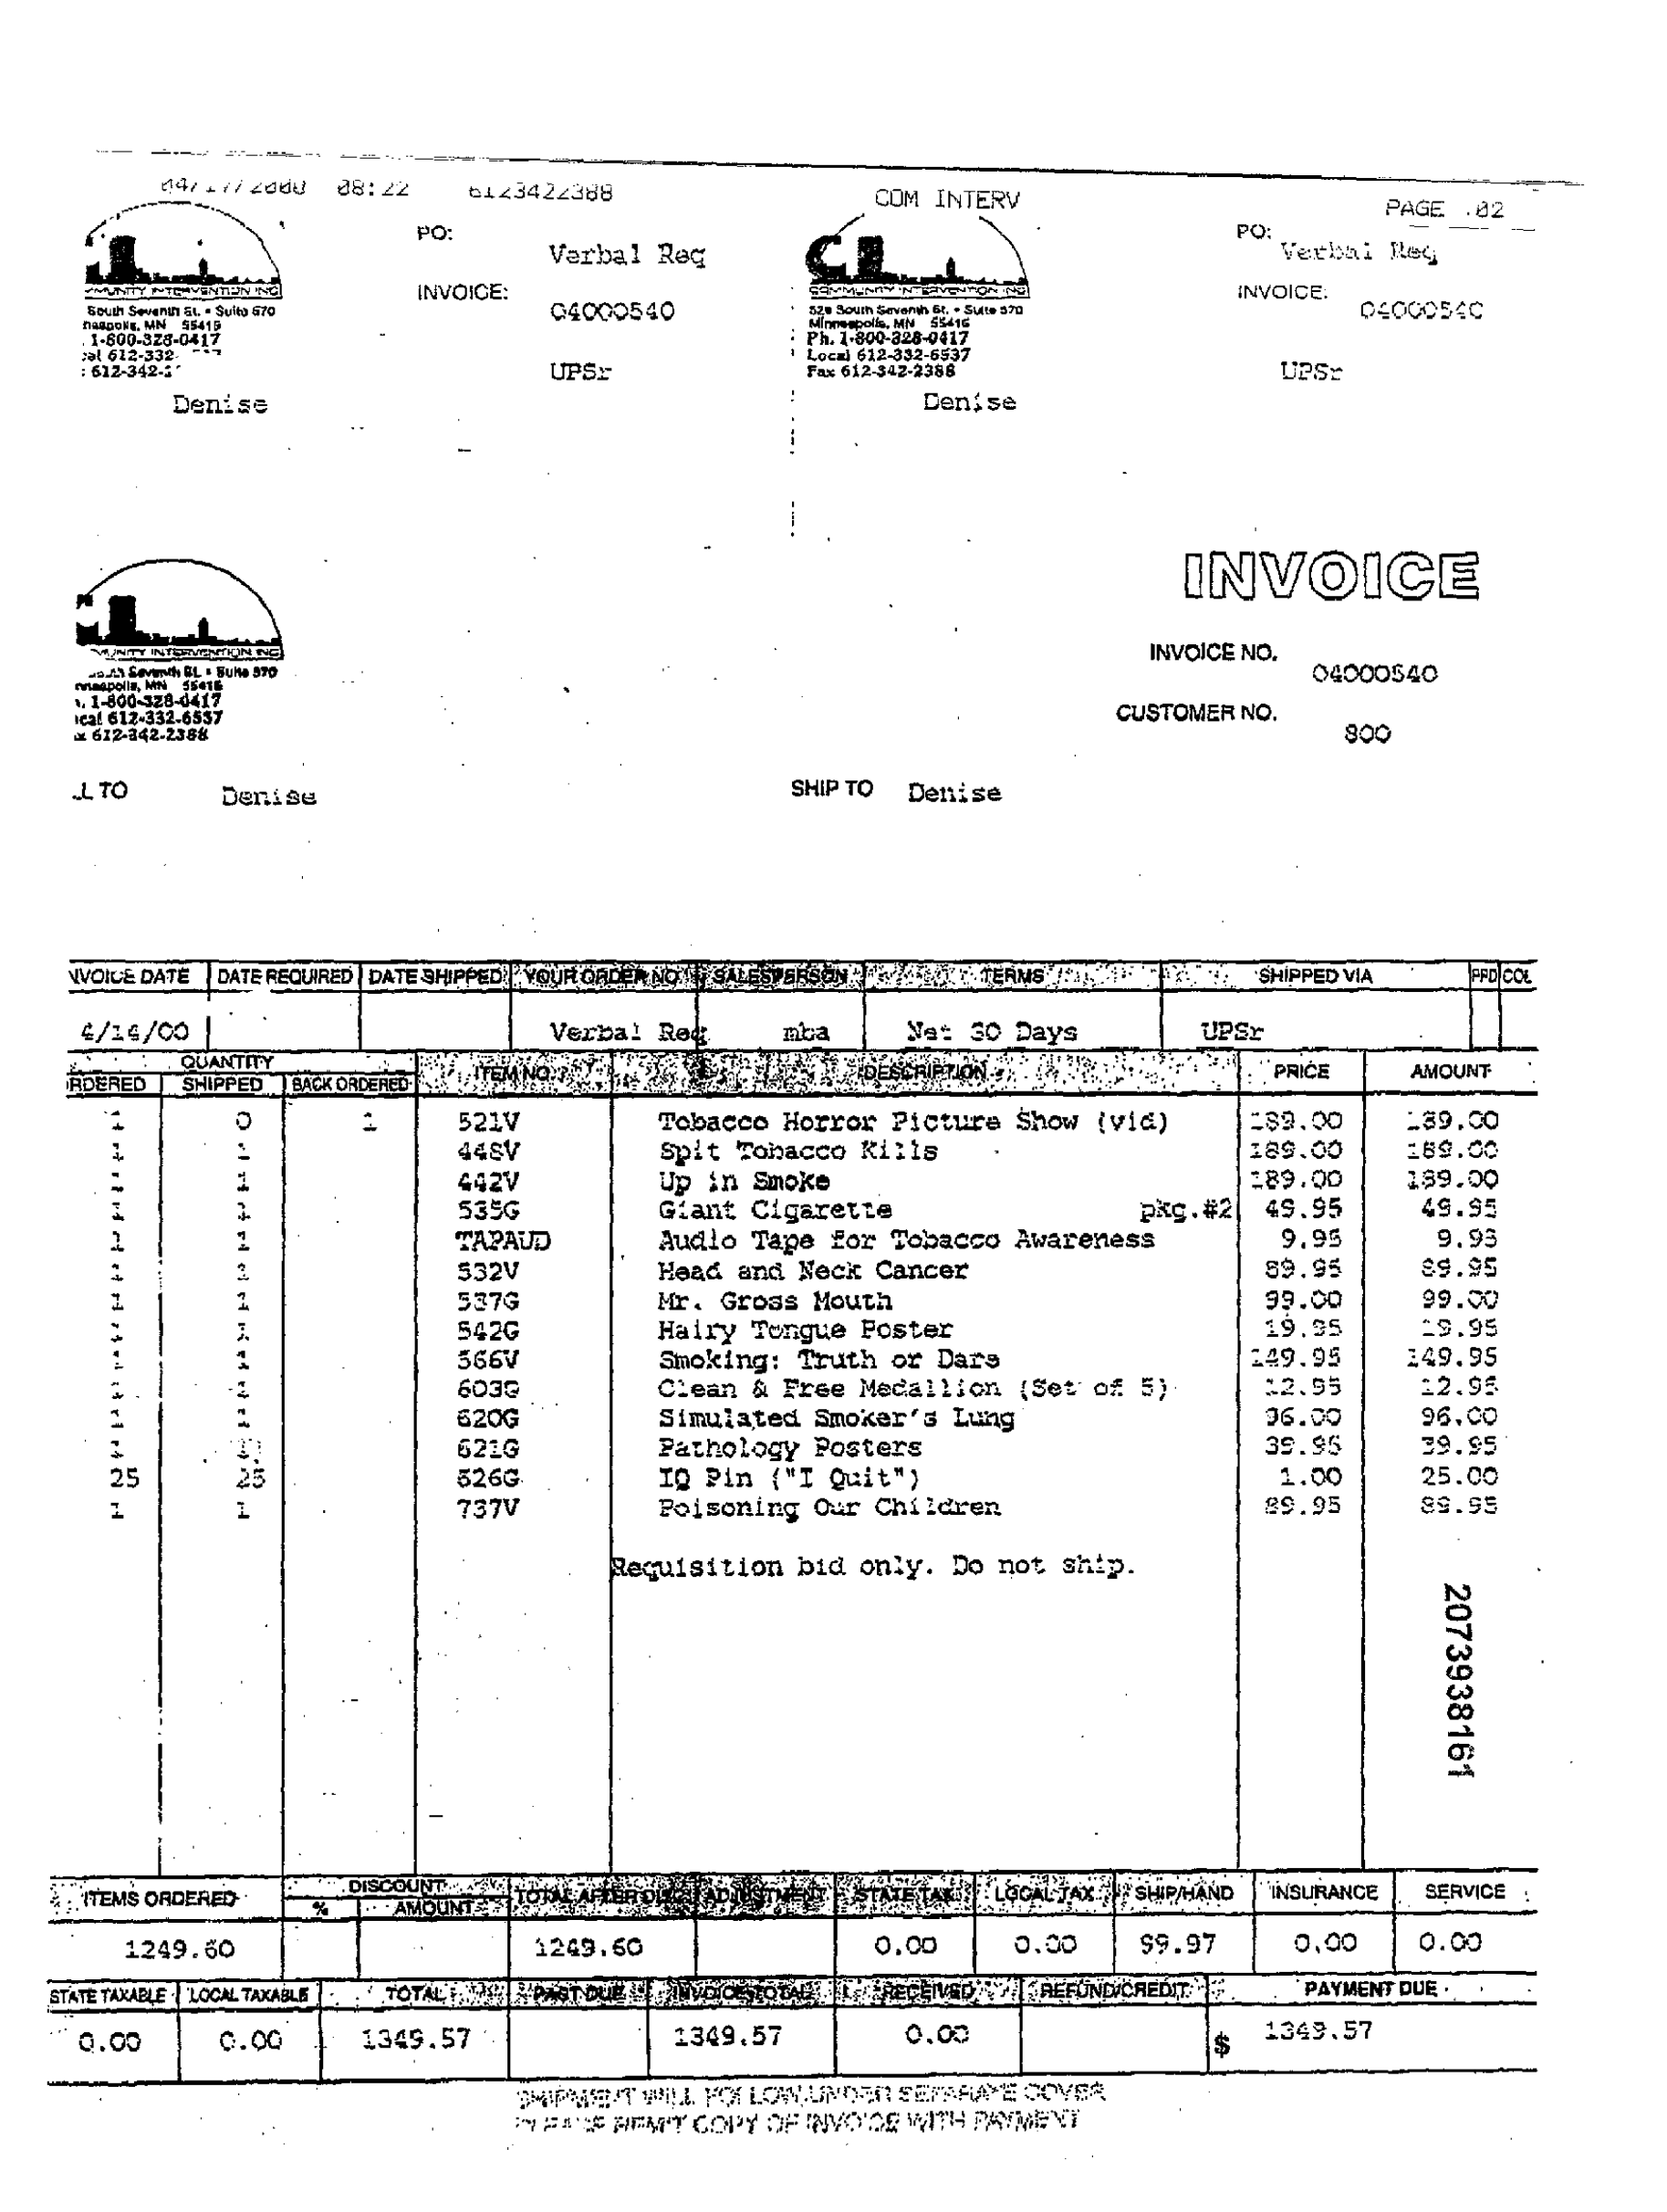 08:22 6123422388 COM INTERV PAGE .02
PO: Verbal Req
INVOICE: 04000540
South Seventh St. • Suite 570
MN 55415
1-800-328-0417
612-332-
612-342-
UPSr
Denise
PO: Verbal Req
COMMUNITY INTERVENTION INC
INVOICE: 04000540
529 South Seventh St. • Suite 570
Minneapolis, MN 55415
Ph. 1-800-328-0417
Local 612-332-6537
Fax 612-342-2388
UPSr
Denise
INVOICE
MUNITY INTERVENTION INC
South Seventh St. • Suite 570
MN 55415
1-800-328-0417
612-332-6537
612-342-2388
INVOICE NO. 04000540
CUSTOMER NO. 800
TO Denise
SHIP TO Denise
NVOICE DATE DATE REQUIRED DATE SHIPPED YOUR ORDER NO. SALESPERSON TERMS SHIPPED VIA PPD COL
4/14/00 Verbal Req mba Net 30 Days UPSr
QUANTITY ITEM NO. DESCRIPTION PRICE AMOUNT
RDERED SHIPPED BACK ORDERED
1 0 1 521V Tobacco Horror Picture Show (vid) 189.00 189.00
1 1 448V Spit Tobacco Kills 189.00 189.00
1 1 442V Up in Smoke 189.00 189.00
1 1 535G Giant Cigarette pkg.#2 49.95 49.95
1 1 TAPAUD Audio Tape for Tobacco Awareness 9.95 9.95
1 1 532V Head and Neck Cancer 89.95 89.95
1 1 537G Mr. Gross Mouth 99.00 99.00
1 1 542G Hairy Tongue Poster 19.95 19.95
1 1 566V Smoking: Truth or Dare 149.95 149.95
1 1 603G Clean & Free Medallion (Set of 5) 12.95 12.95
1 1 620G Simulated Smoker's Lung 96.00 96.00
1 1 621G Pathology Posters 39.95 39.95
25 25 626G IQ Pin ("I Quit") 1.00 25.00
1 1 737V Poisoning Our Children 89.95 89.95
Requisition bid only. Do not ship.
2073938161
ITEMS ORDERED DISCOUNT TOTAL AFTER DISC. ADJUSTMENT STATE TAX LOCAL TAX SHIP/HAND INSURANCE SERVICE
% AMOUNT
1249.60 1249.60 0.00 0.00 99.97 0.00 0.00
STATE TAXABLE LOCAL TAXABLE TOTAL PAST DUE INVOICE TOTAL RECEIVED REFUND/CREDIT PAYMENT DUE
0.00 0.00 1349.57 1349.57 0.00 $ 1349.57
SHIPMENT WILL FOLLOW UNDER SEPARATE COVER
PLEASE REMIT COPY OF INVOICE WITH PAYMENT